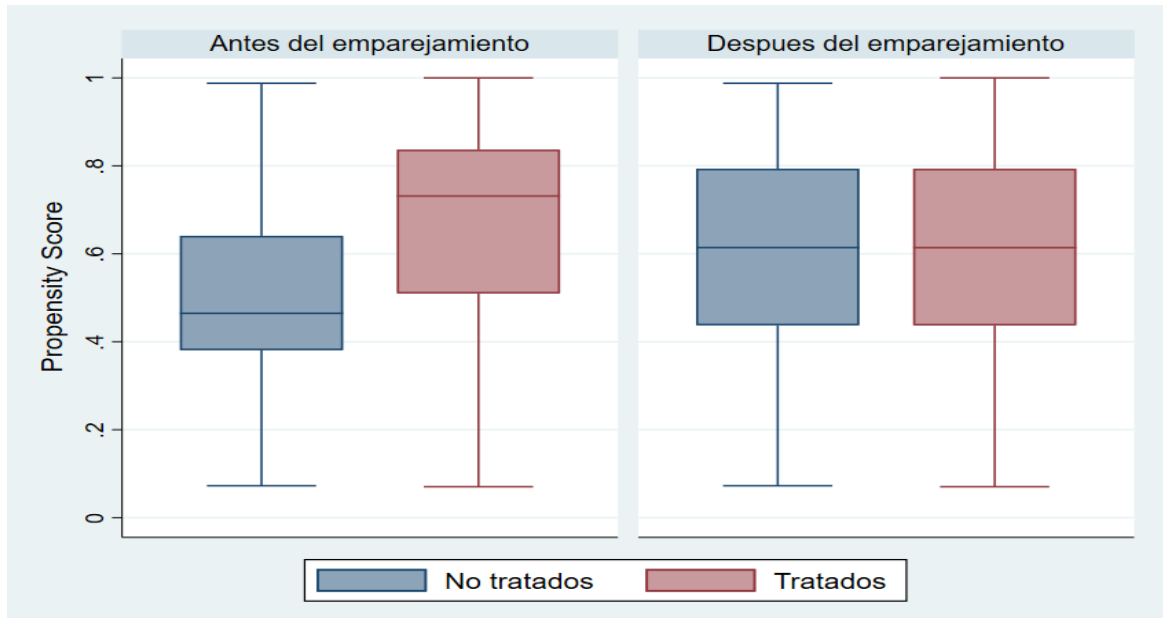 Antes del emparejamiento
Despues del emparejamiento
Propensity Score
1
.8
.6
.4
.2
0
No tratados
Tratados